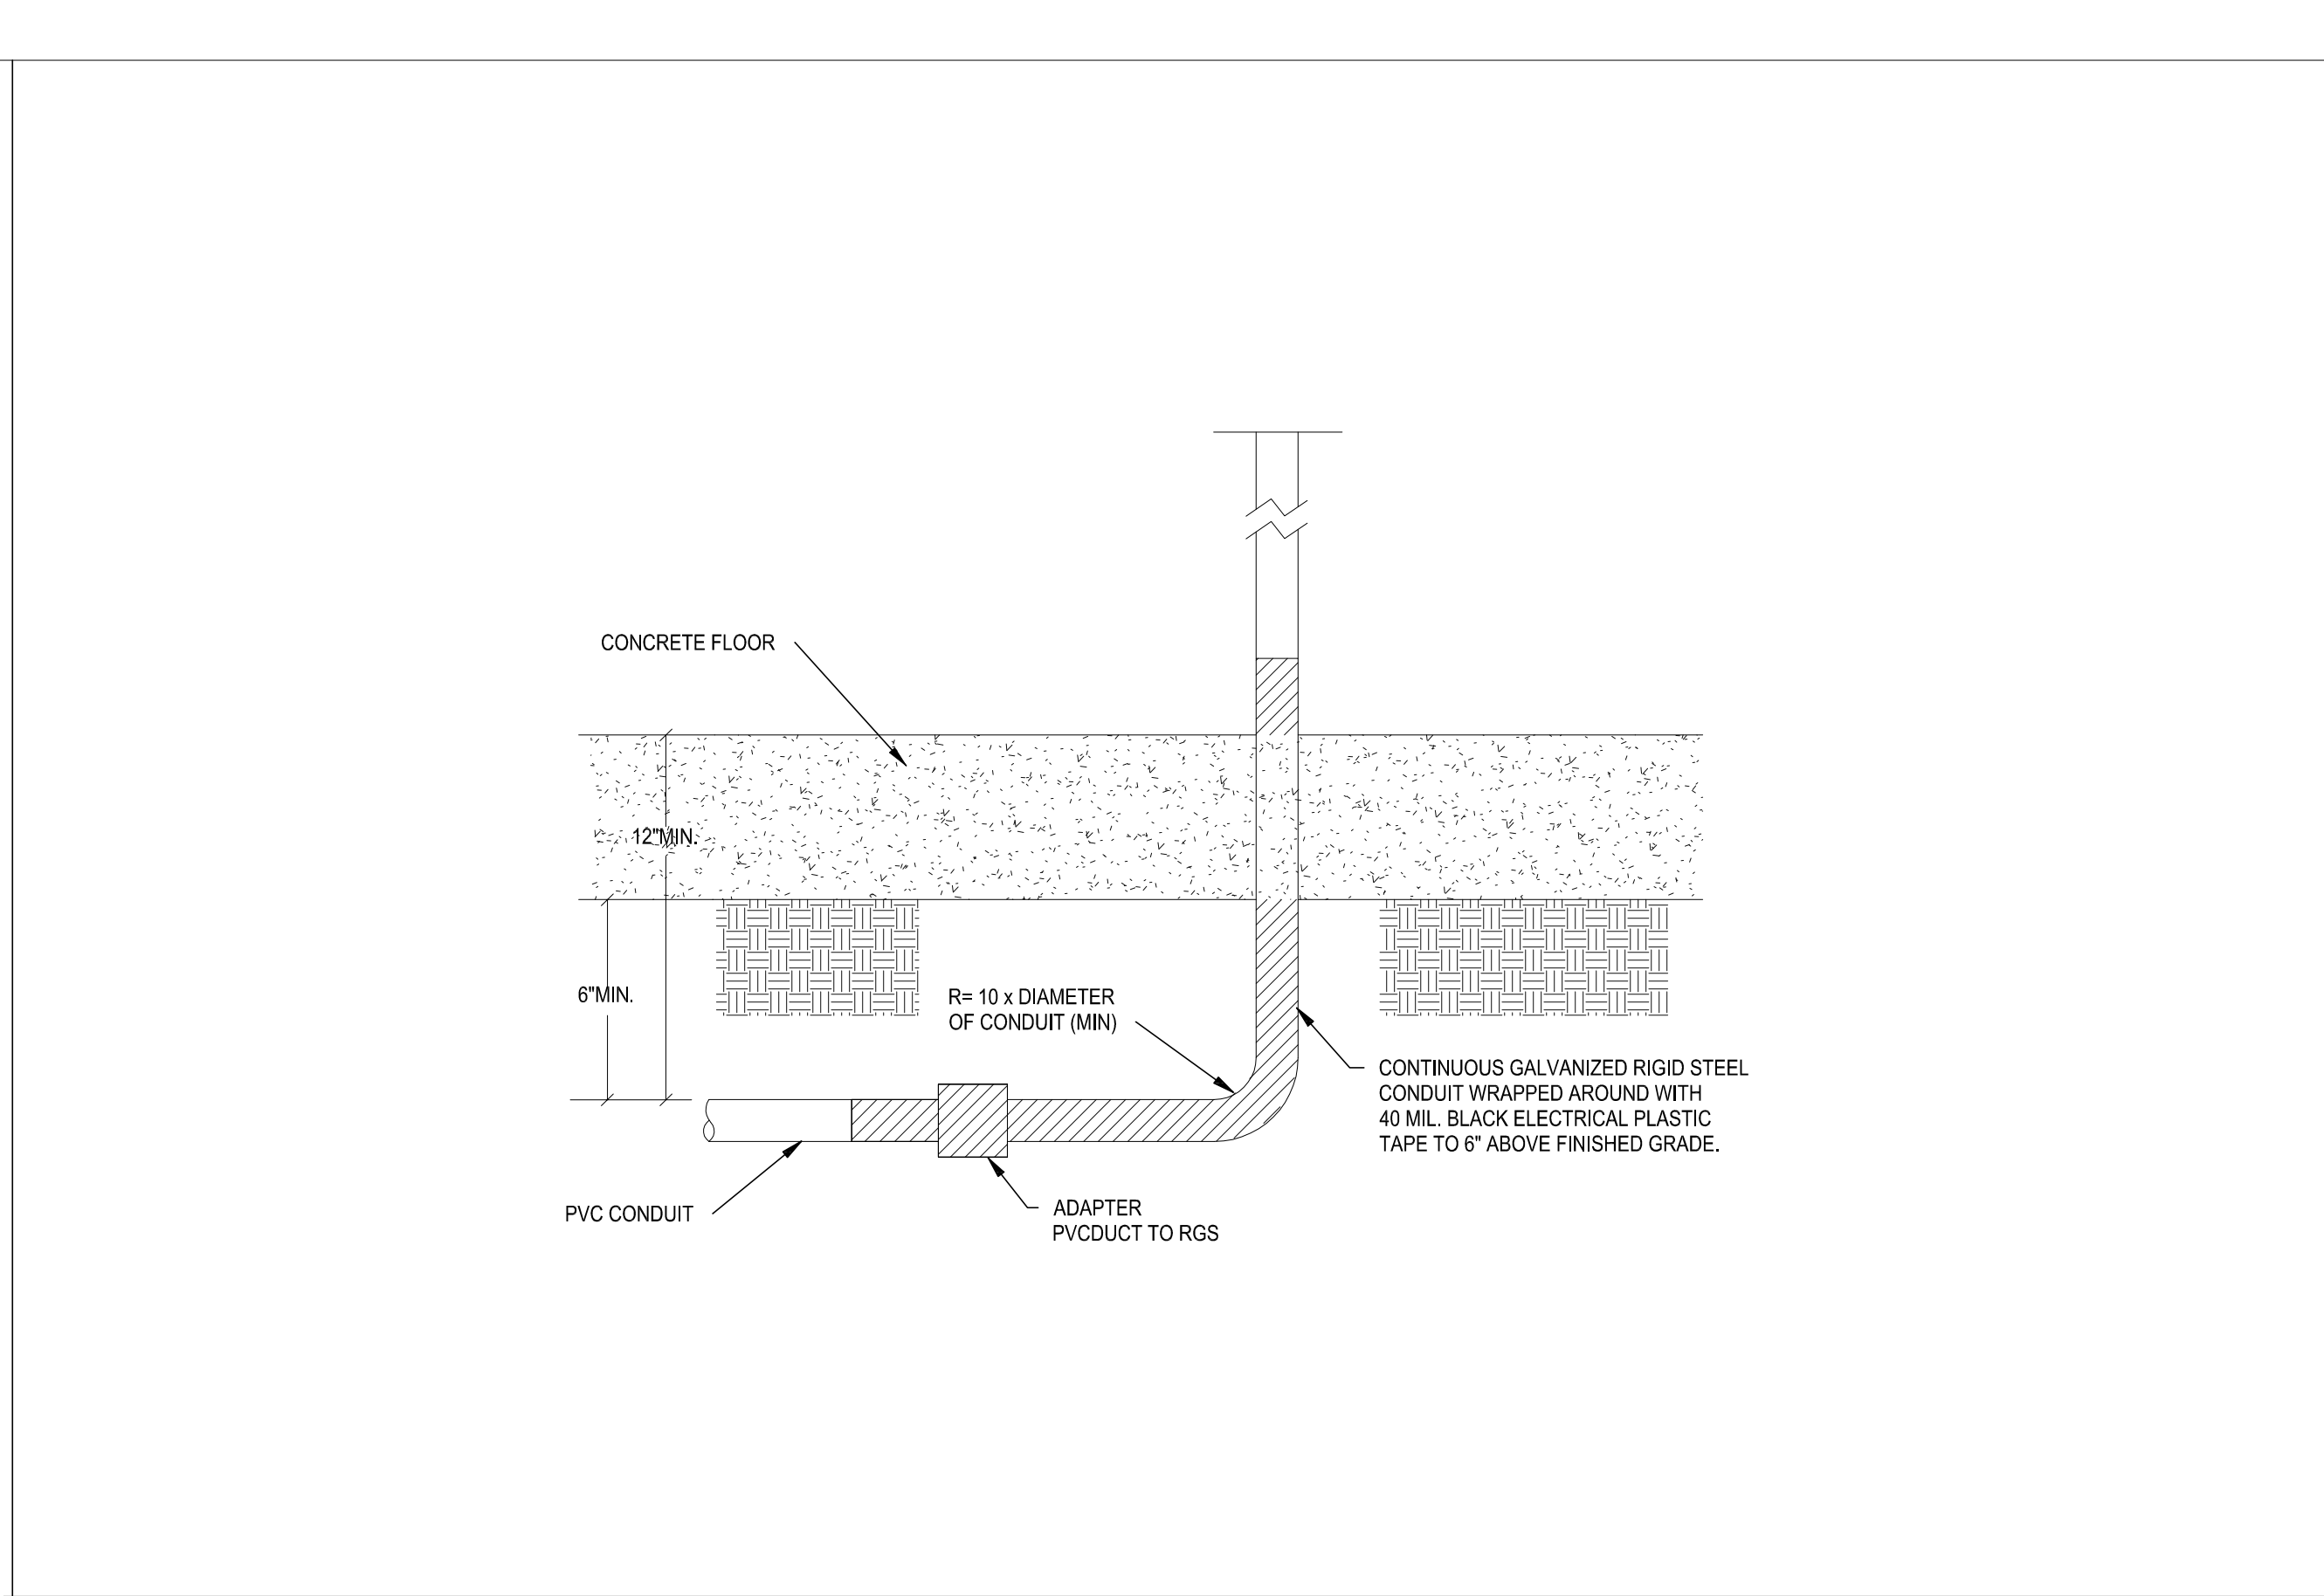 CONCRETE FLOOR
12"MIN.
6"MIN.
R= 10 x DIAMETER
OF CONDUIT (MIN)
CONTINUOUS GALVANIZED RIGID STEEL
CONDUIT WRAPPED AROUND WITH
40 MIL. BLACK ELECTRICAL PLASTIC
TAPE TO 6" ABOVE FINISHED GRADE.
PVC CONDUIT
ADAPTER
PVCDUCT TO RGS